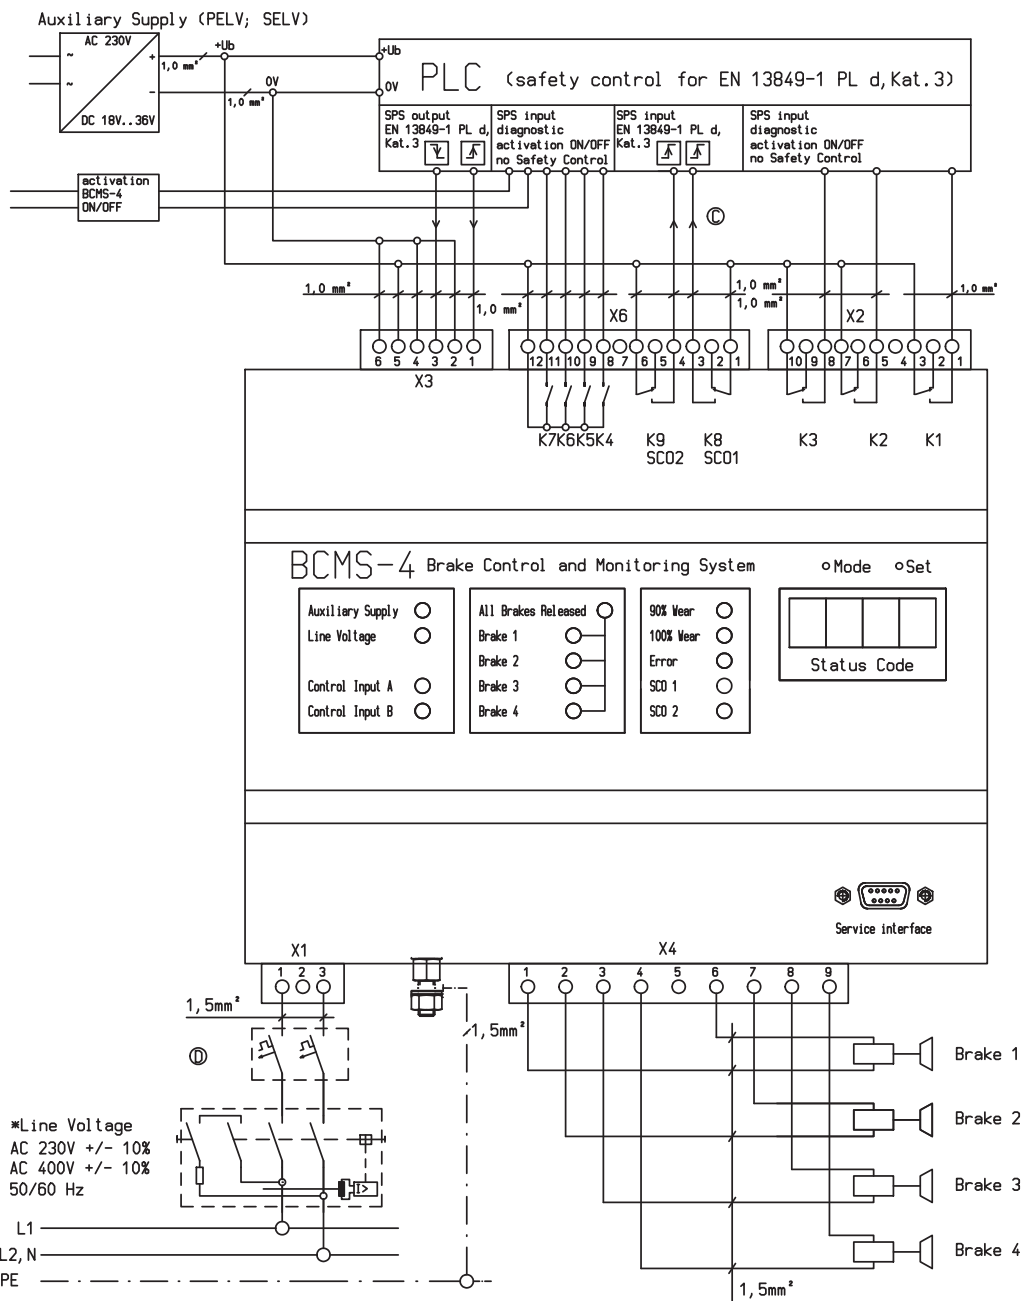 Auxiliary Supply (PELV; SELV)
AC 230V
~
~
+
−
DC 18V..36V
+Ub
1,0 mm²
0V
1,0 mm²
+Ub
0V
PLC (safety control for EN 13849-1 PL d, Kat.3)
SPS output
EN 13849-1 PL d,
Kat.3
SPS input
diagnostic
activation ON/OFF
no Safety Control
SPS input
EN 13849-1 PL d,
Kat.3
SPS input
diagnostic
activation ON/OFF
no Safety Control
activation
BCMS-4
ON/OFF
C
1,0 mm²
1,0 mm²
1,0 mm²
1,0 mm²
1,0 mm²
X6
X2
6 5 4 3 2 1
12 11 10 9 8 7 6 5 4 3 2 1
10 9 8 7 6 5 4 3 2 1
X3
K7 K6 K5 K4
K9
SCO2
K8
SCO1
K3
K2
K1
BCMS-4 Brake Control and Monitoring System
Mode
Set
Auxiliary Supply
Line Voltage
Control Input A
Control Input B
All Brakes Released
Brake 1
Brake 2
Brake 3
Brake 4
90% Wear
100% Wear
Error
SCO 1
SCO 2
Status Code
Service interface
X1
1 2 3
X4
1 2 3 4 5 6 7 8 9
1,5mm²
1,5mm²
D
Brake 1
Brake 2
Brake 3
Brake 4
*Line Voltage
AC 230V +/- 10%
AC 400V +/- 10%
50/60 Hz
I>
L1
L2,N
PE
1,5mm²